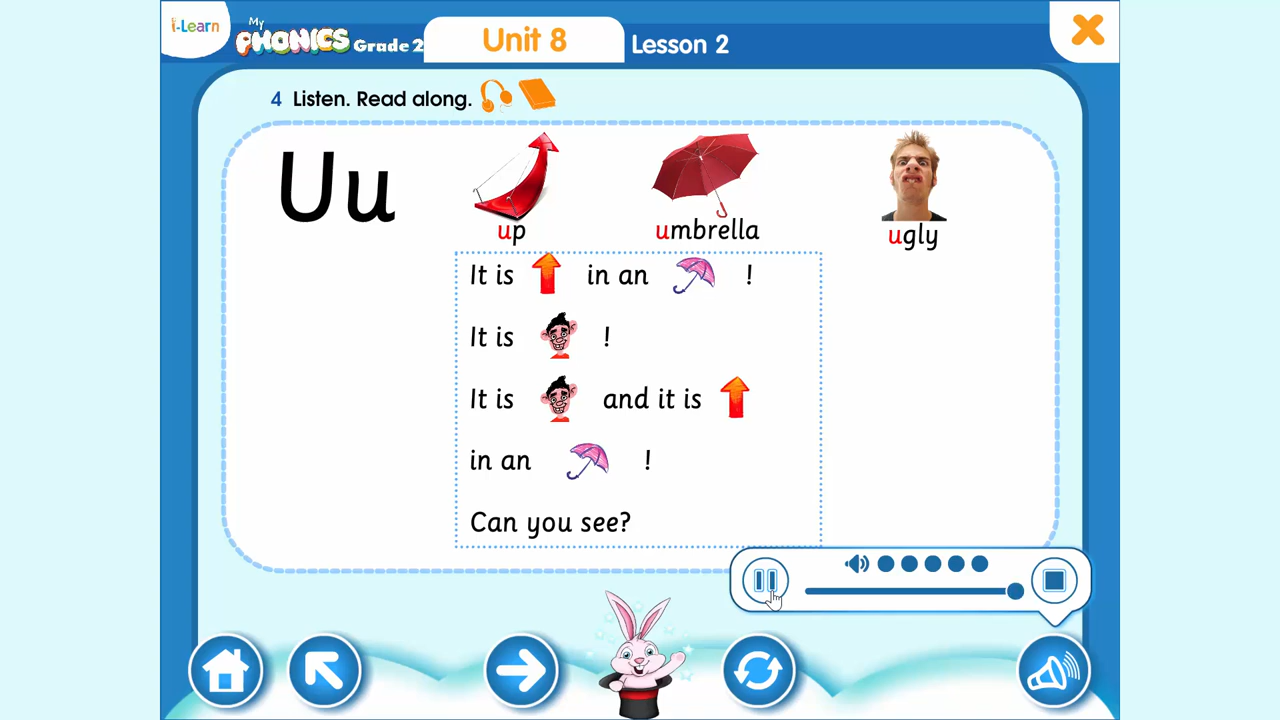 i-Learn
My
PHONICS Grade 2
Unit 8
Lesson 2
4 Listen. Read along.
Uu
up
umbrella
ugly
It is in an !
It is !
It is and it is
in an !
Can you see?